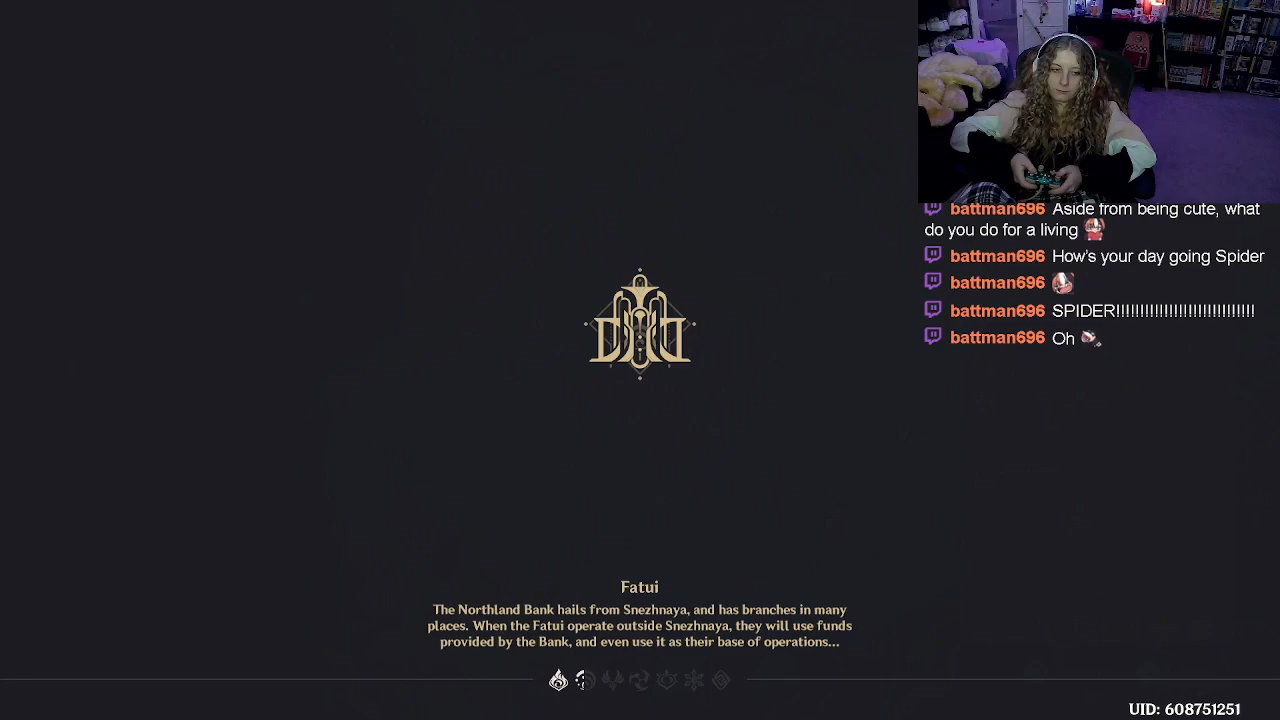 battman696 Aside from being cute, what
do you do for a living
battman696 How's your day going Spider
battman696
battman696 SPIDER!!!!!!!!!!!!!!!!!!!!!!!!!!!!!
battman696 Oh
Fatui
The Northland Bank hails from Snezhnaya, and has branches in many
places. When the Fatui operate outside Snezhnaya, they will use funds
provided by the Bank, and even use it as their base of operations...
UID: 608751251